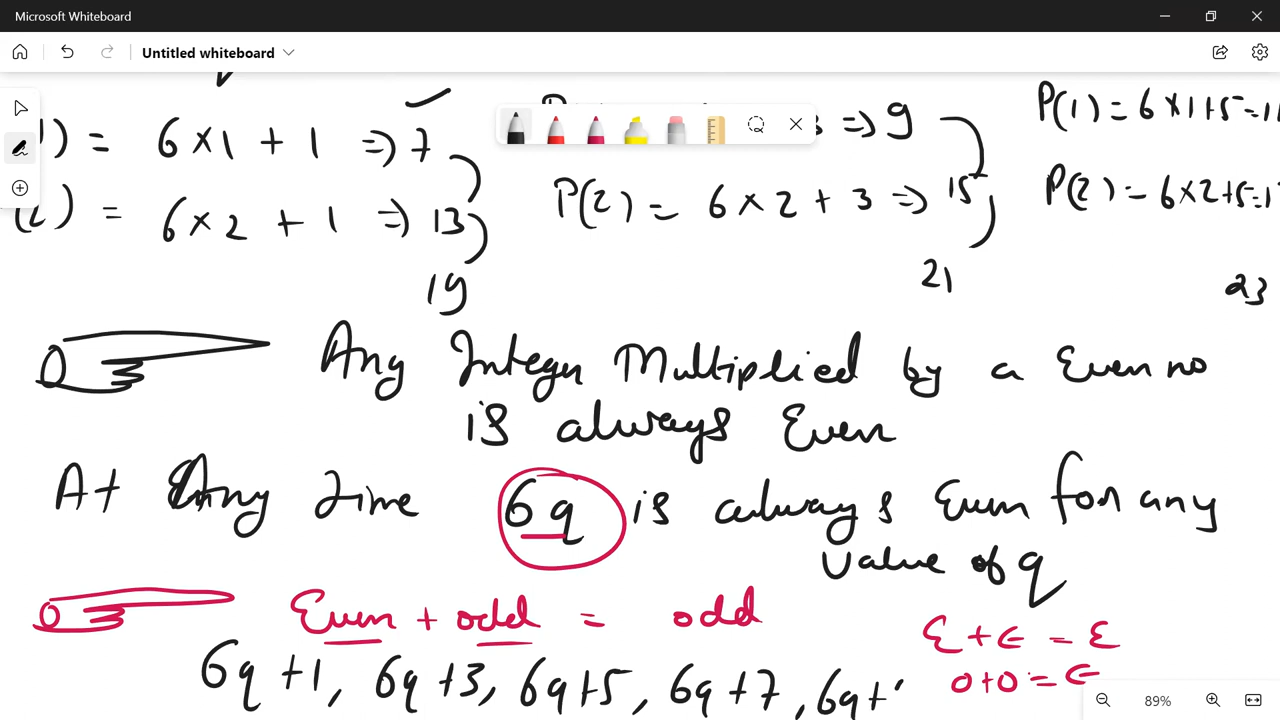 Microsoft Whiteboard
Untitled whiteboard
1) = 6 × 1 + 1 => 7
(2) = 6 × 2 + 1 => 13
19
=> 9
P(2) = 6 × 2 + 3 => 15
21
P(1) = 6 × 1 + 5 = 11
P(2) = 6 × 2 + 5 = 1
23
Any Integer Multiplied by a Even no
is always Even
At Any time 6q is always Even for any
value of q
Even + odd = odd
6q + 1, 6q + 3, 6q + 5, 6q + 7, 6q +
E + E = E
O + O = E
89%